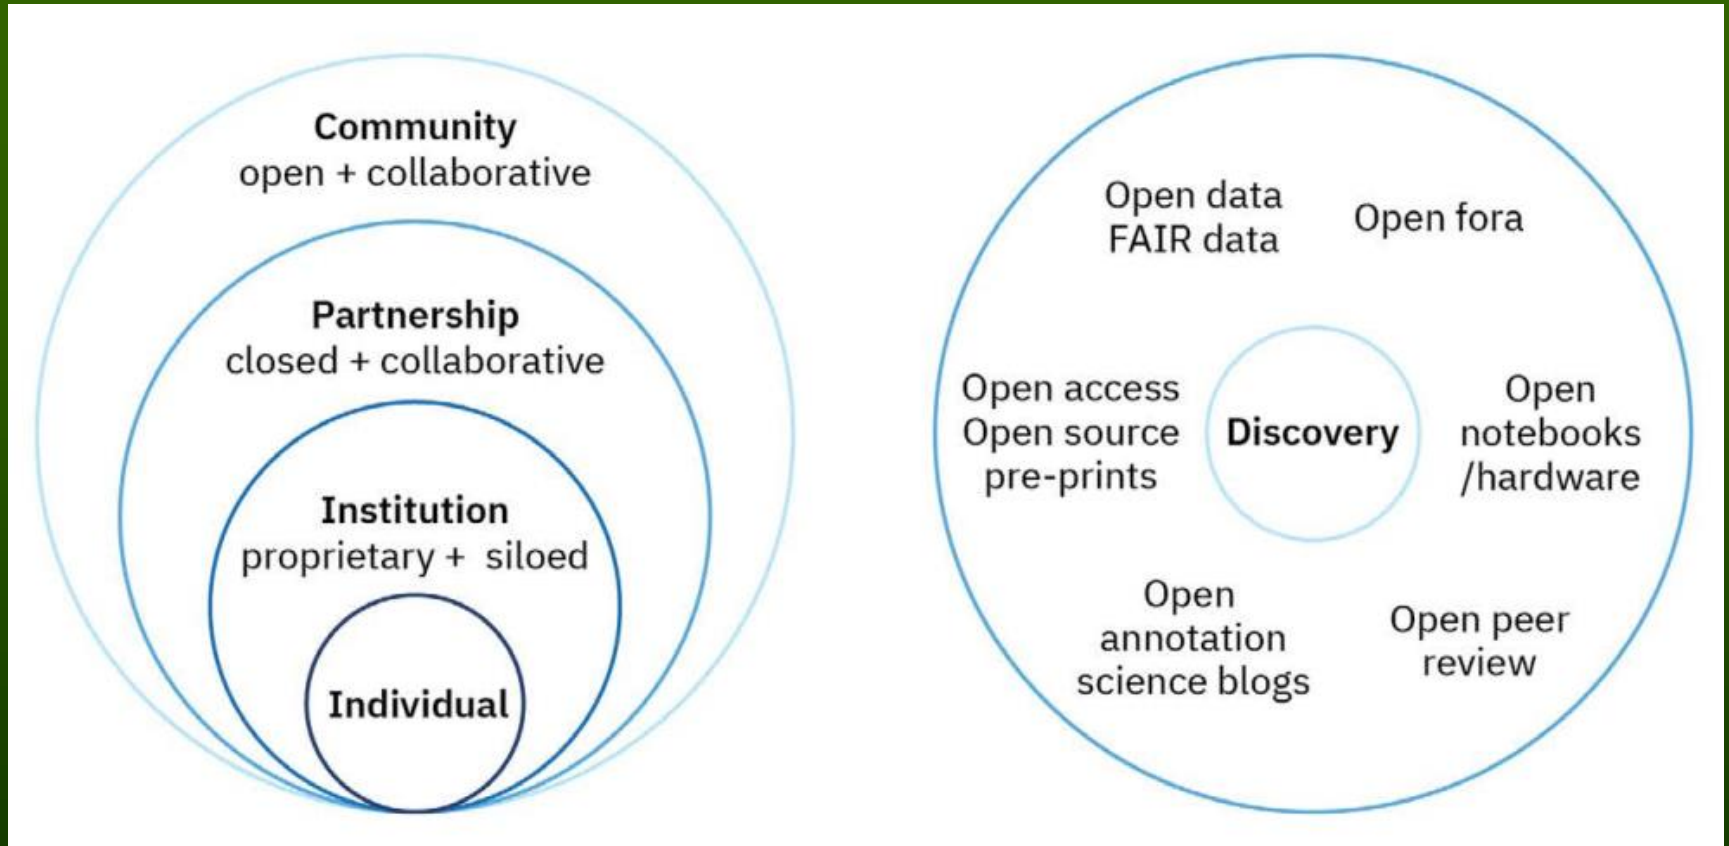 Community
open + collaborative
Partnership
closed + collaborative
Institution
proprietary + siloed
Individual
Open data
FAIR data
Open fora
Open access
Open source
pre-prints
Discovery
Open
notebooks
/hardware
Open
annotation
science blogs
Open peer
review